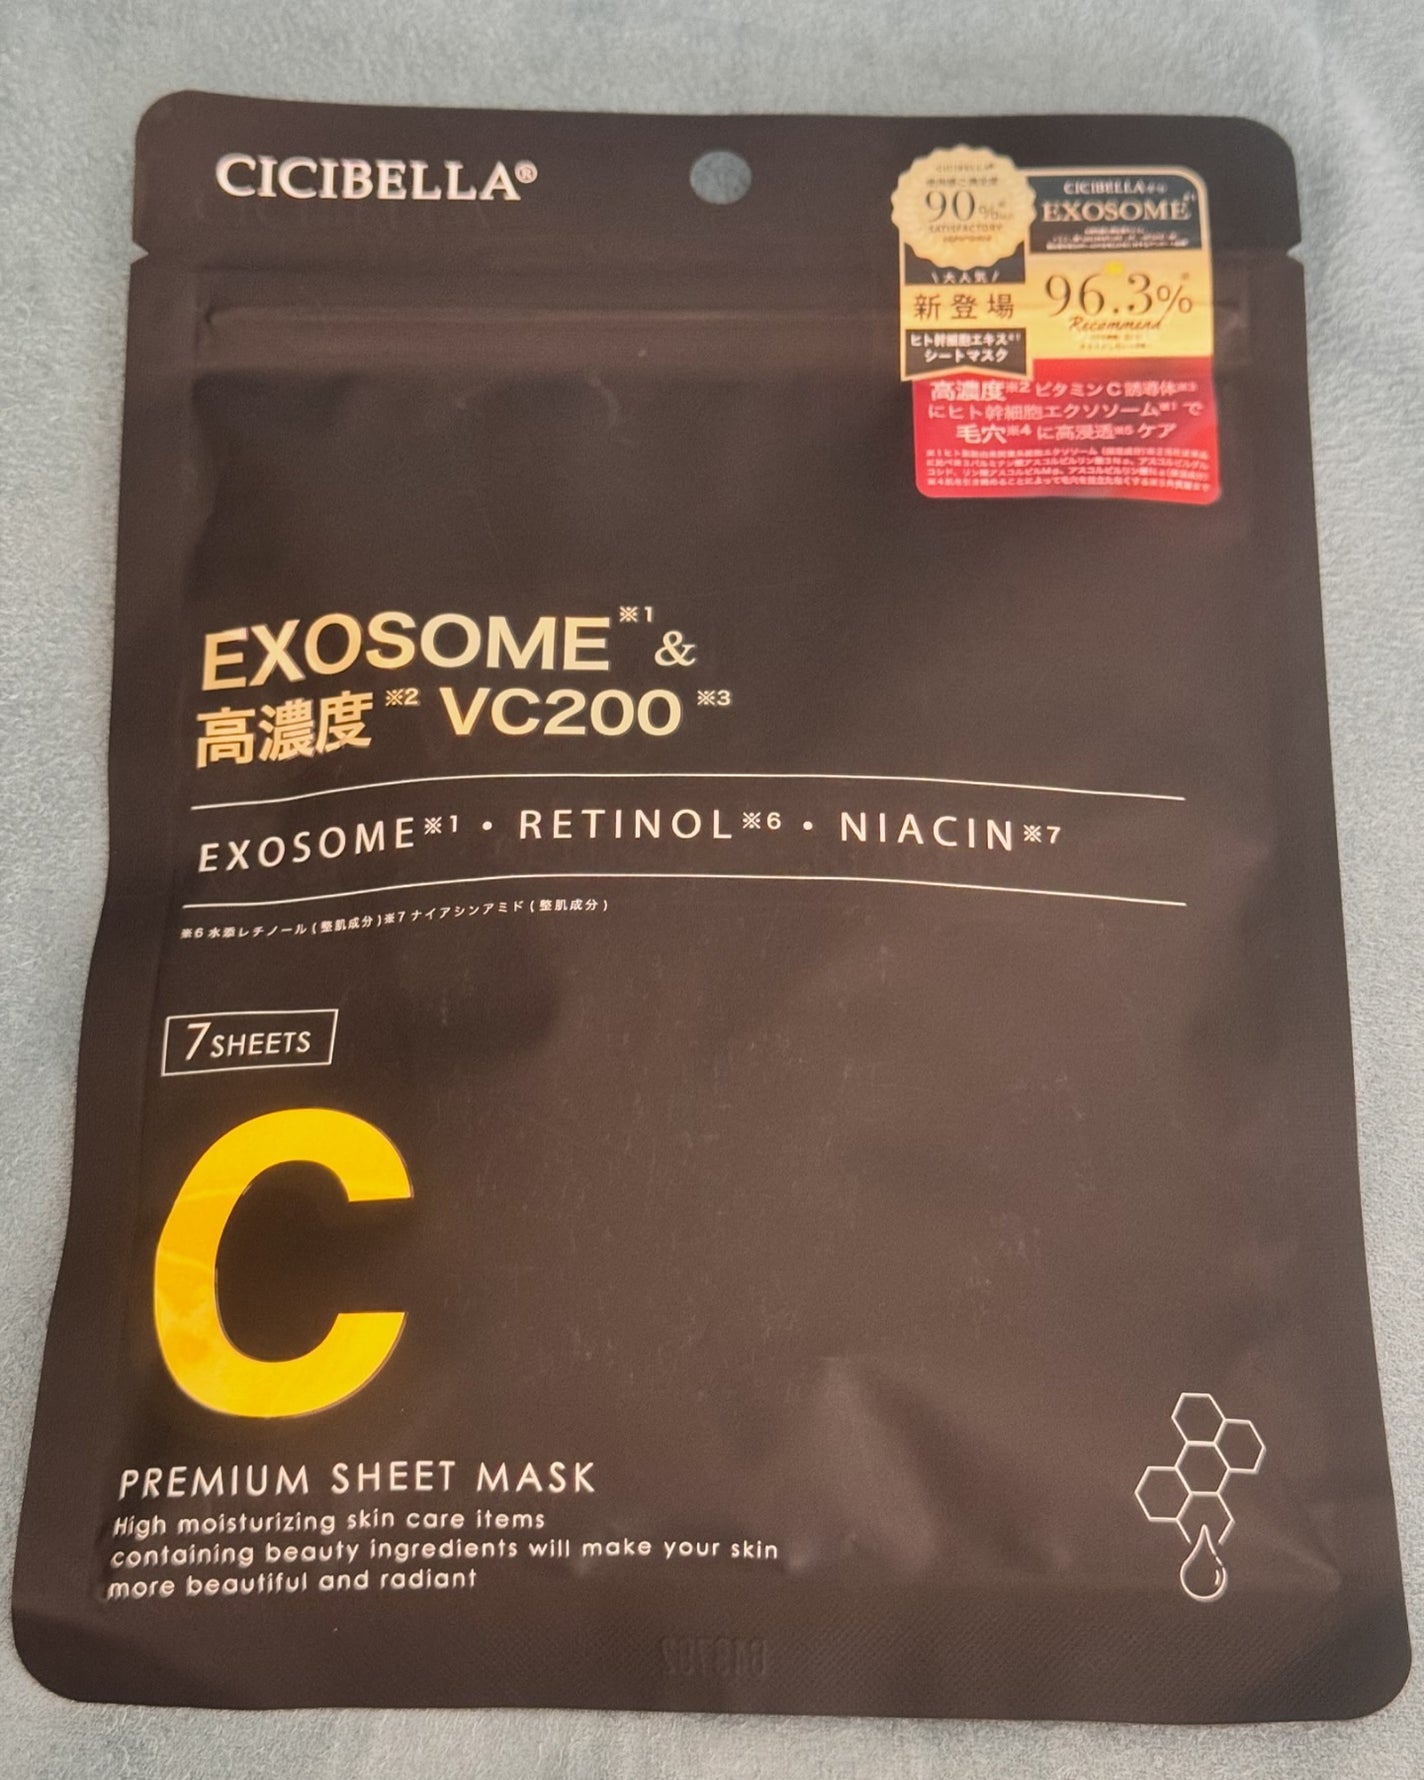 CICIBELLA®
90%
SATISFACTORY
\大人気/
新登場
ヒト幹細胞エキス※1
シートマスク
CICIBELLA
EXOSOME※1
96.3%※
Recommend
高濃度※2 ビタミンC誘導体※3
にヒト幹細胞エクソソーム※1で
毛穴※4に高浸透※5ケア
EXOSOME※1 &
高濃度※2 VC200※3
EXOSOME※1・RETINOL※6・NIACIN※7
※6 水添レチノール(整肌成分)※7 ナイアシンアミド(整肌成分)
7SHEETS
C
PREMIUM SHEET MASK
High moisturizing skin care items
containing beauty ingredients will make your skin
more beautiful and radiant